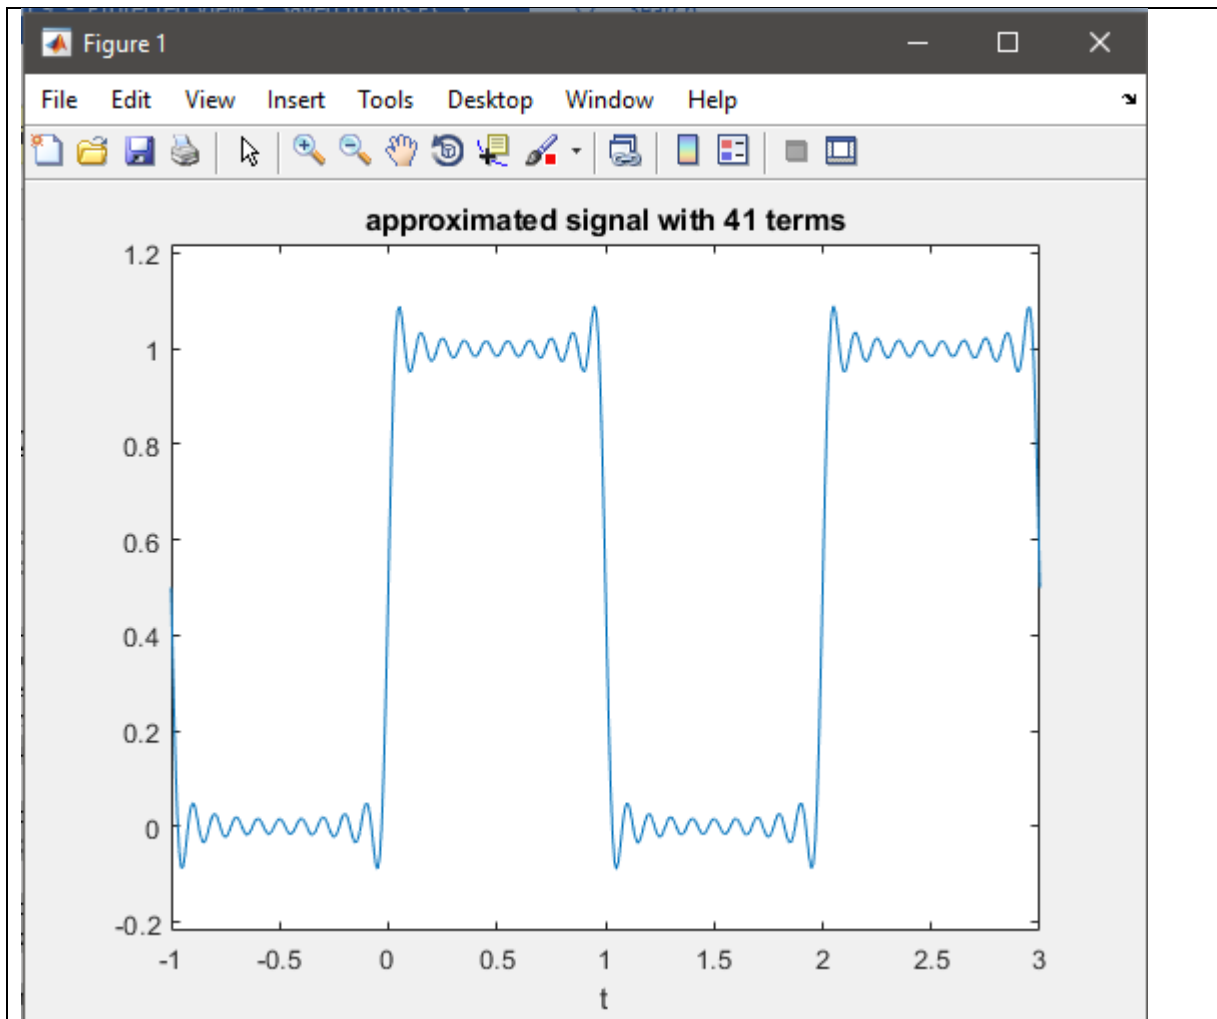 Figure 1
File Edit View Insert Tools Desktop Window Help
approximated signal with 41 terms
1.2
1
0.8
0.6
0.4
0.2
0
-0.2
-1 -0.5 0 0.5 1 1.5 2 2.5 3
t